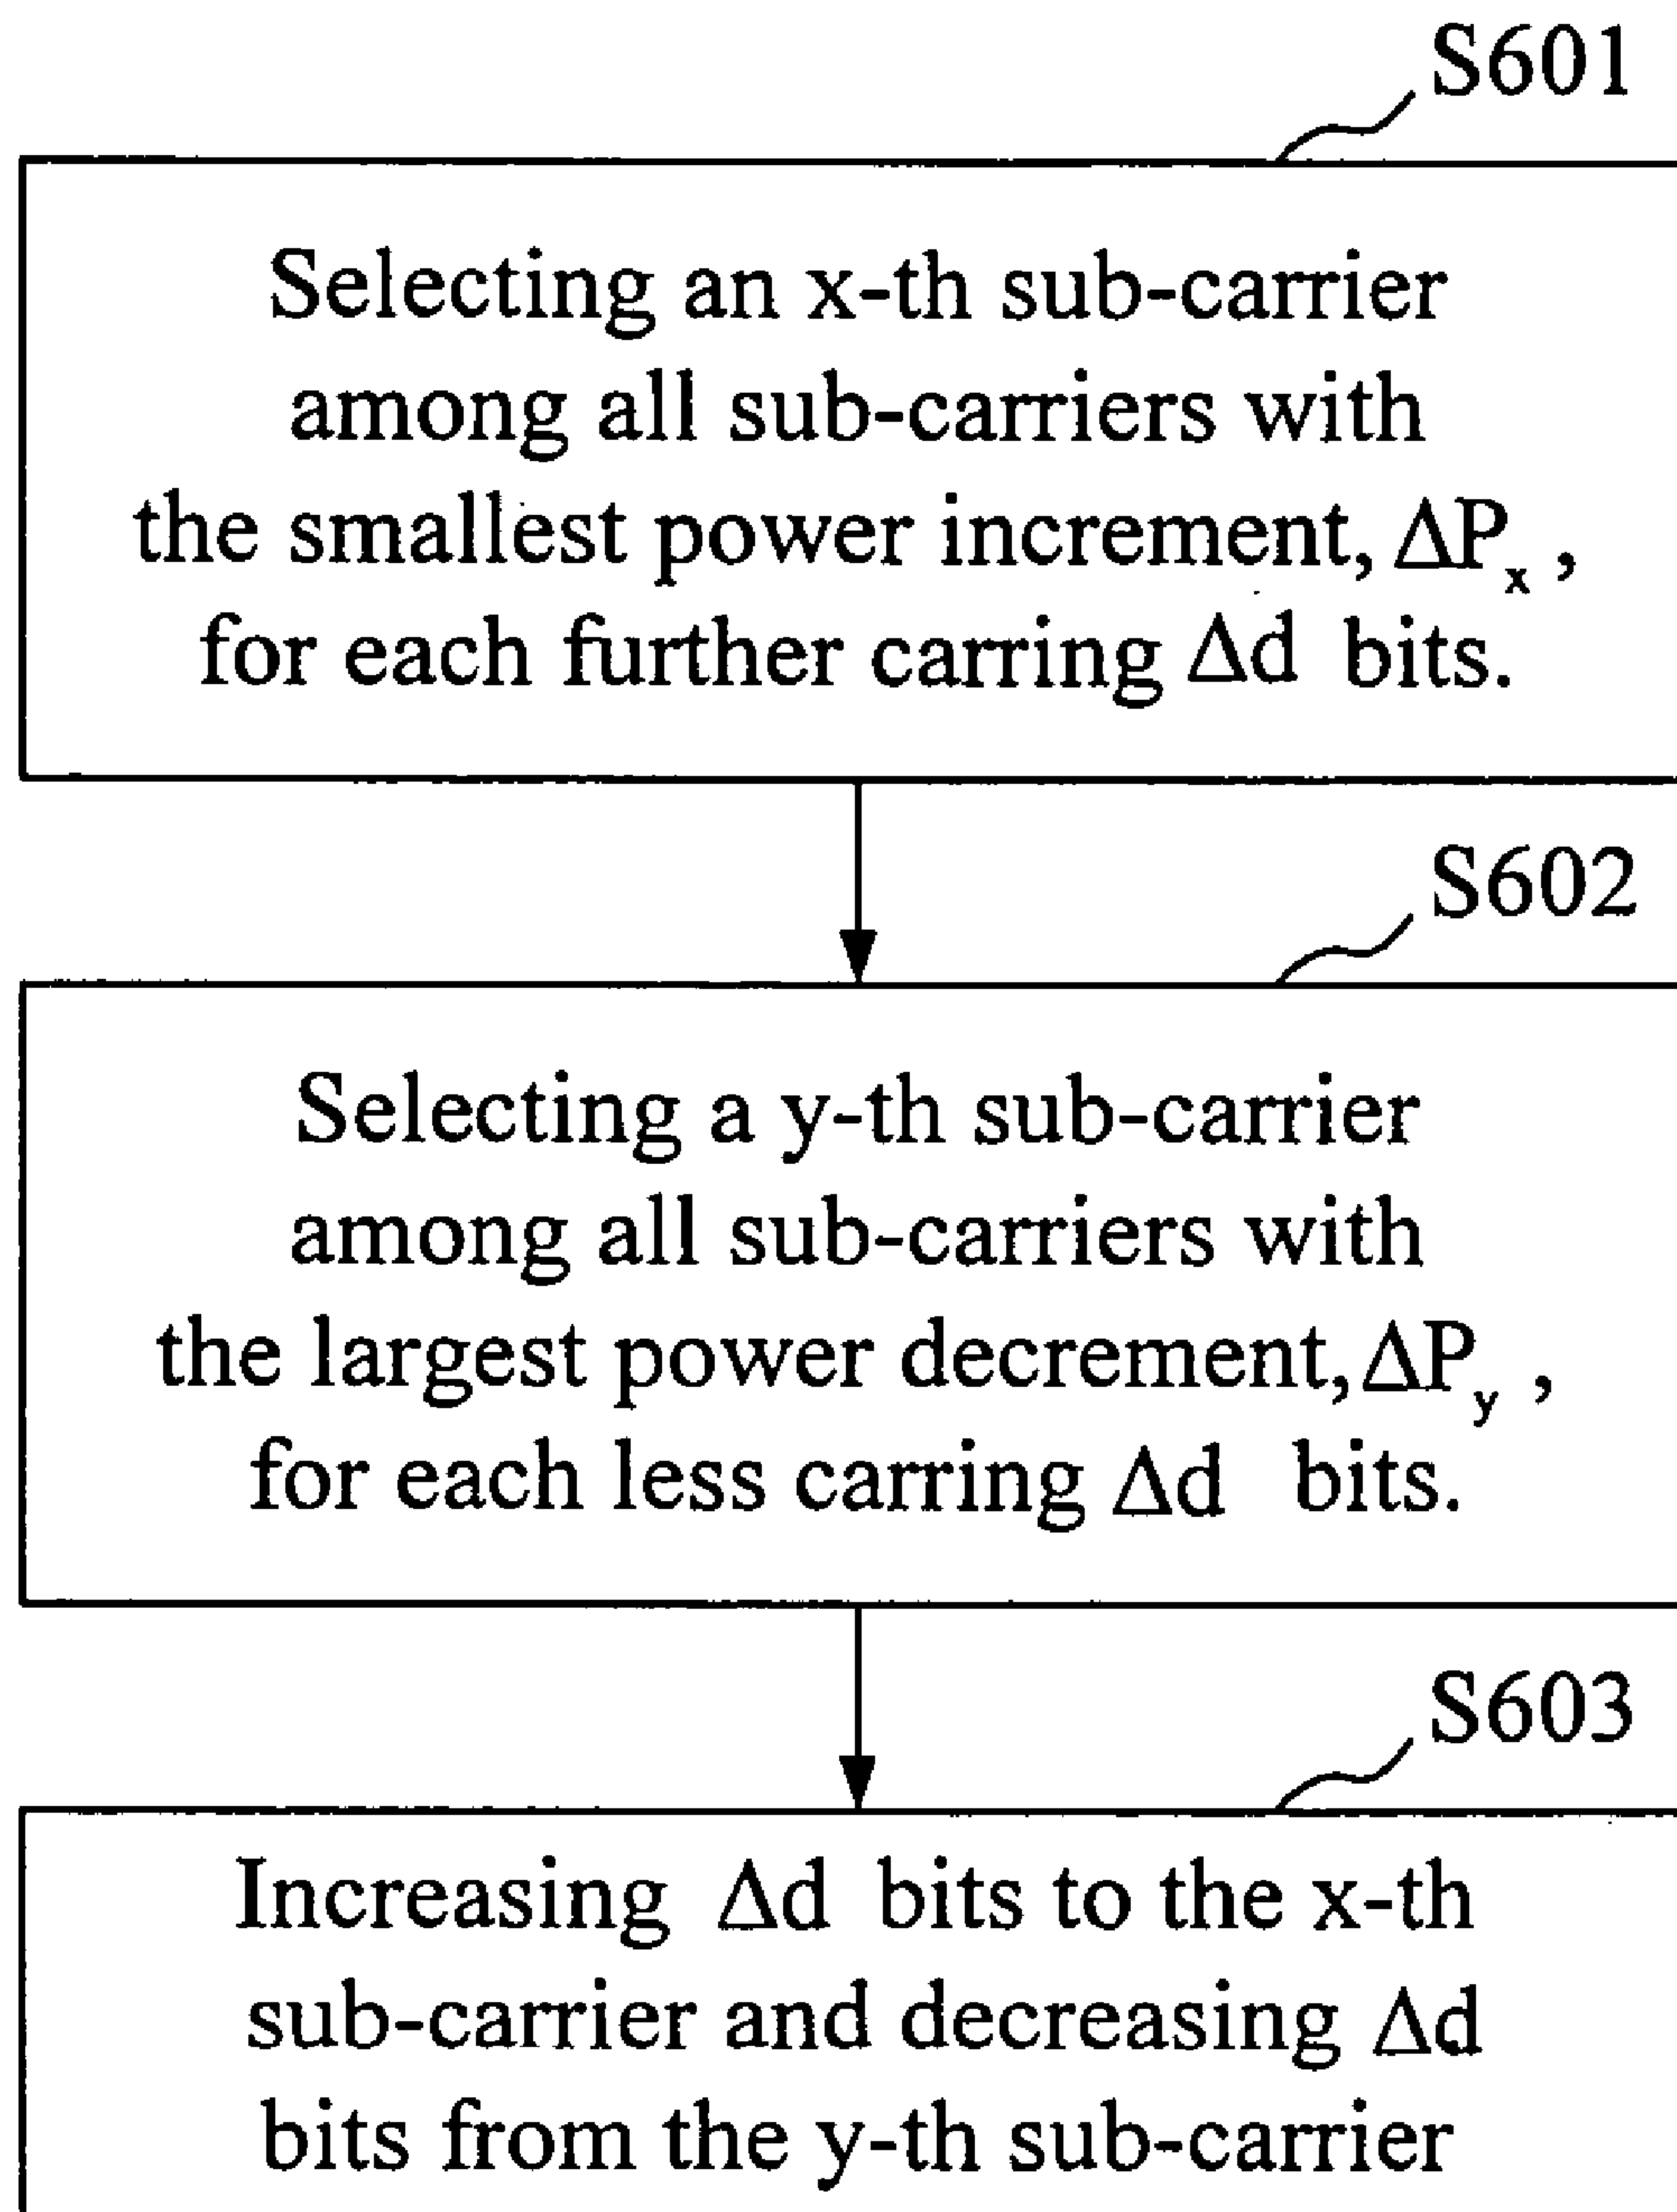 S601
Selecting an x-th sub-carrier
among all sub-carriers with
the smallest power increment, ΔPₓ ,
for each further carring Δd bits.
S602
Selecting a y-th sub-carrier
among all sub-carriers with
the largest power decrement, ΔP_y ,
for each less carring Δd bits.
S603
Increasing Δd bits to the x-th
sub-carrier and decreasing Δd
bits from the y-th sub-carrier